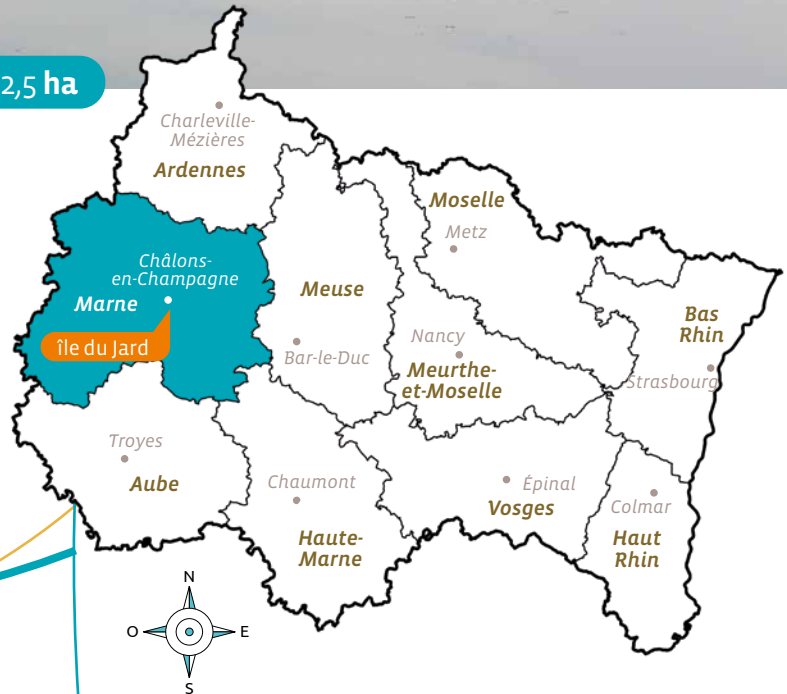 2,5 ha
Charleville-
Mézières
Ardennes
Moselle
Metz
Châlons-
en-Champagne
Marne
Meuse
île du Jard
Bas
Rhin
Nancy
Bar-le-Duc
Meurthe-
et-Moselle
Strasbourg
Troyes
Aube
Chaumont
Épinal
Vosges
Colmar
Haute-
Marne
Haut
Rhin
N
O
E
S